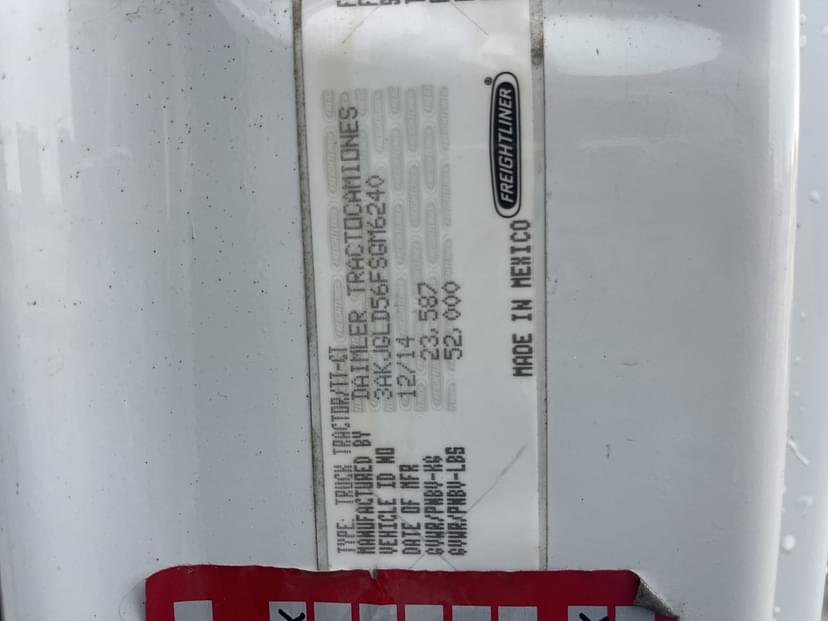 TYPE: TRUCK TRACTOR/TT-CT
MANUFACTURED BY DAIMLER TRACTOCAMIONES
VEHICLE ID NO 3AKJGLD56FSGM6240
DATE OF MFR 12/14
GVWR/PNBV-KG 23,587
GVWR/PNBV-LBS 52,000
MADE IN MEXICO
FREIGHTLINER ®